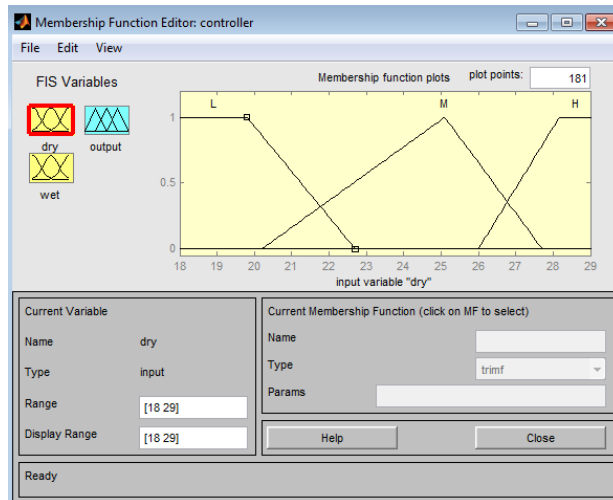 Membership Function Editor: controller
File Edit View
FIS Variables
Membership function plots plot points: 181
dry output
wet
L M H
1
0.5
0
18 19 20 21 22 23 24 25 26 27 28 29
input variable "dry"
Current Variable
Name dry
Type input
Range [18 29]
Display Range [18 29]
Current Membership Function (click on MF to select)
Name
Type trimf
Params
Help Close
Ready